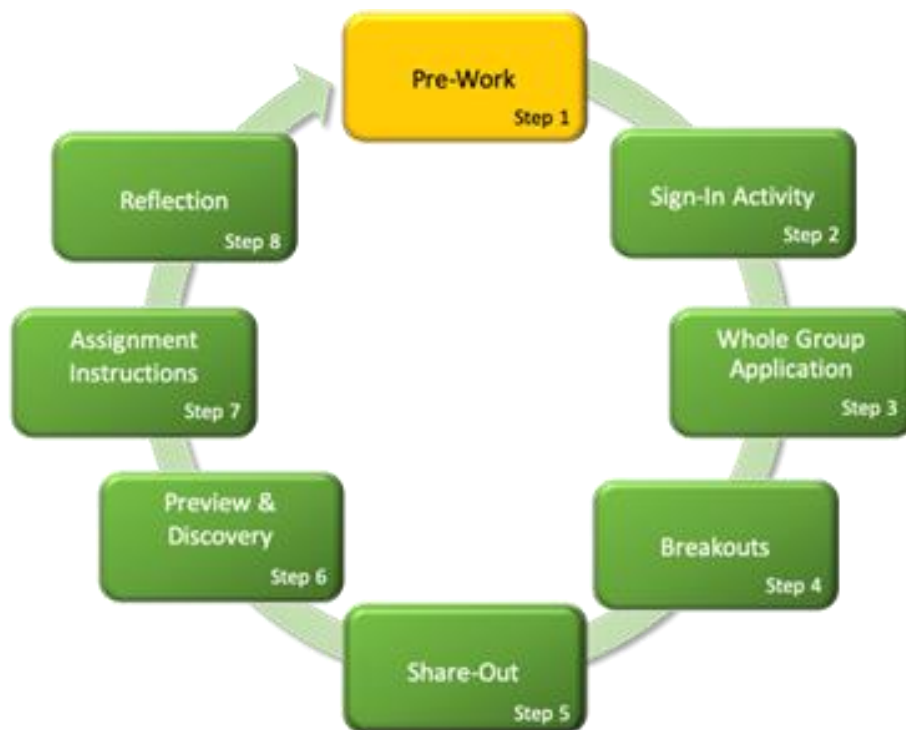 Pre-Work
Step 1
Sign-In Activity
Step 2
Whole Group
Application
Step 3
Breakouts
Step 4
Share-Out
Step 5
Preview &
Discovery
Step 6
Assignment
Instructions
Step 7
Reflection
Step 8